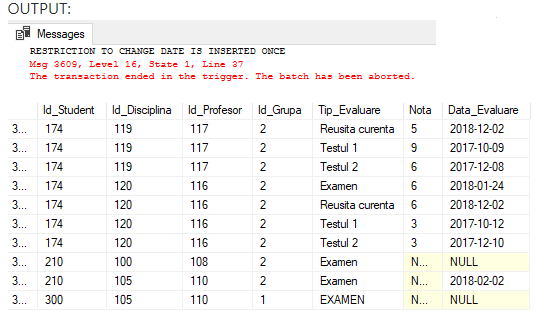 OUTPUT:
Messages
RESTRICTION TO CHANGE DATE IS INSERTED ONCE
Msg 3609, Level 16, State 1, Line 37
The transaction ended in the trigger. The batch has been aborted.
Id_Student Id_Disciplina Id_Profesor Id_Grupa Tip_Evaluare Nota Data_Evaluare
3... 174 119 117 2 Reusita curenta 5 2018-12-02
3... 174 119 117 2 Testul 1 9 2017-10-09
3... 174 119 117 2 Testul 2 6 2017-12-08
3... 174 120 116 2 Examen 6 2018-01-24
3... 174 120 116 2 Reusita curenta 6 2018-12-02
3... 174 120 116 2 Testul 1 3 2017-10-12
3... 174 120 116 2 Testul 2 3 2017-12-10
3... 210 100 108 2 Examen N... NULL
3... 210 105 110 2 Examen N... 2018-02-02
3... 300 105 110 1 EXAMEN N... NULL